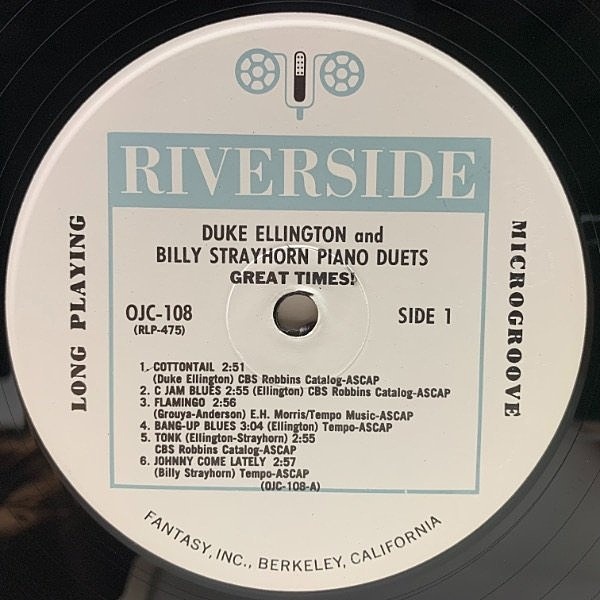 RIVERSIDE
DUKE ELLINGTON and
BILLY STRAYHORN PIANO DUETS
GREAT TIMES!
OJC-108
(RLP-475)
SIDE 1
LONG PLAYING
MICROGROOVE
1. COTTONTAIL 2:51
(Duke Ellington) CBS Robbins Catalog-ASCAP
2. C JAM BLUES 2:55 (Ellington) CBS Robbins Catalog-ASCAP
3. FLAMINGO 2:56
(Grouya-Anderson) E.H. Morris/Tempo Music-ASCAP
4. BANG-UP BLUES 3:04 (Ellington) Tempo-ASCAP
5. TONK (Ellington-Strayhorn) 2:55
CBS Robbins Catalog-ASCAP
6. JOHNNY COME LATELY 2:57
(Billy Strayhorn) Tempo-ASCAP
(OJC-108-A)
FANTASY, INC., BERKELEY, CALIFORNIA